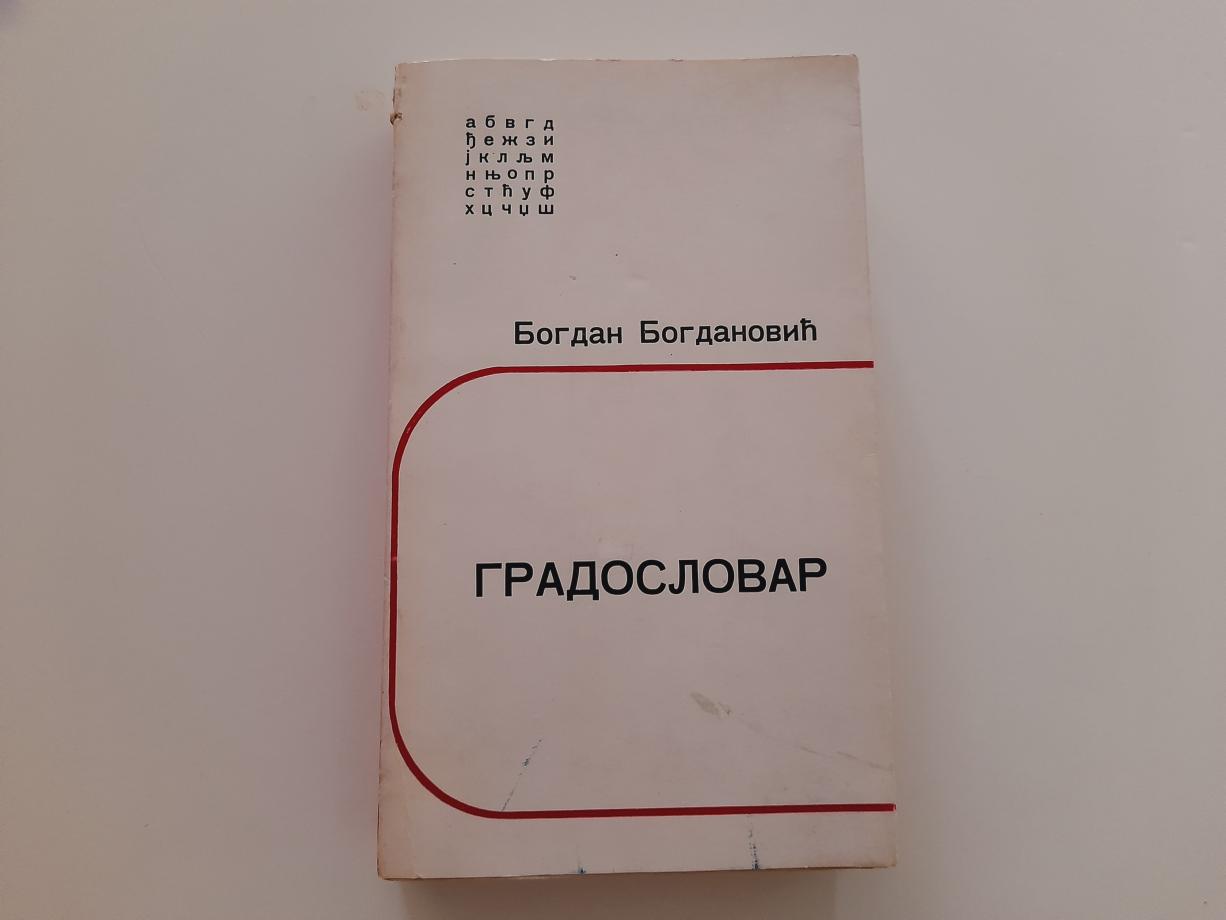 а б в г д
ђ е ж з и
ј к л љ м
н њ о п р
с т ћ у ф
х ц ч џ ш
Богдан Богдановић
ГРАДОСЛОВАР